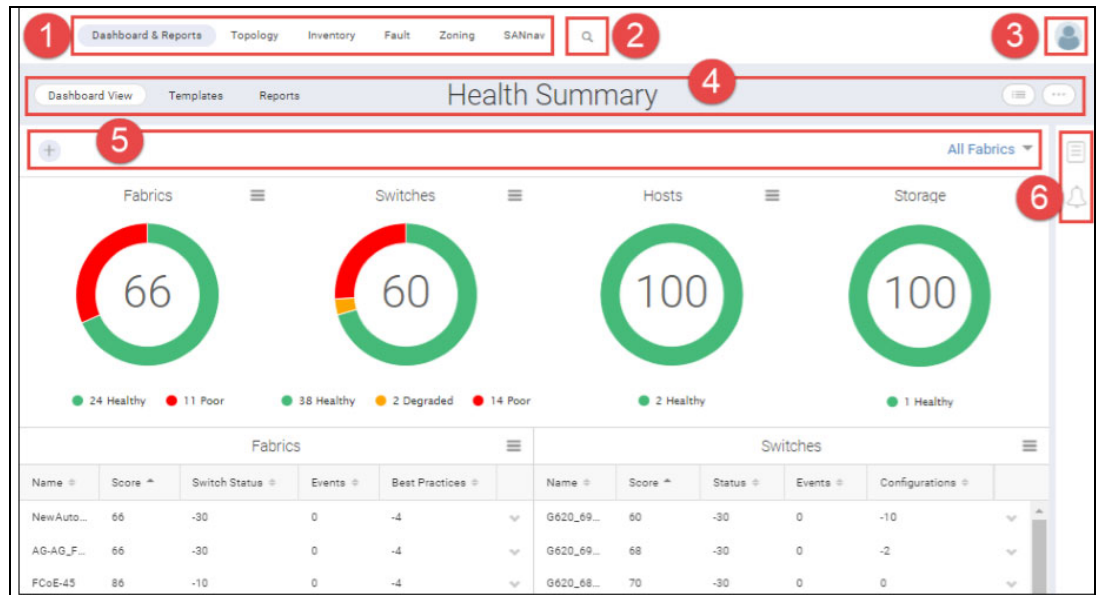 1 Dashboard & Reports Topology Inventory Fault Zoning SANnav 2 3
Dashboard View Templates Reports Health Summary 4
5 All Fabrics
6
Fabrics Switches Hosts Storage
66 60 100 100
24 Healthy 11 Poor 38 Healthy 2 Degraded 14 Poor 2 Healthy 1 Healthy
Fabrics Switches
Name Score Switch Status Events Best Practices Name Score Status Events Configurations
NewAuto... 66 -30 0 -4 G620_69... 60 -30 0 -10
AG-AG_F... 66 -30 0 -4 G620_69... 68 -30 0 -2
FCoE-45 86 -10 0 -4 G620_68... 70 -30 0 0